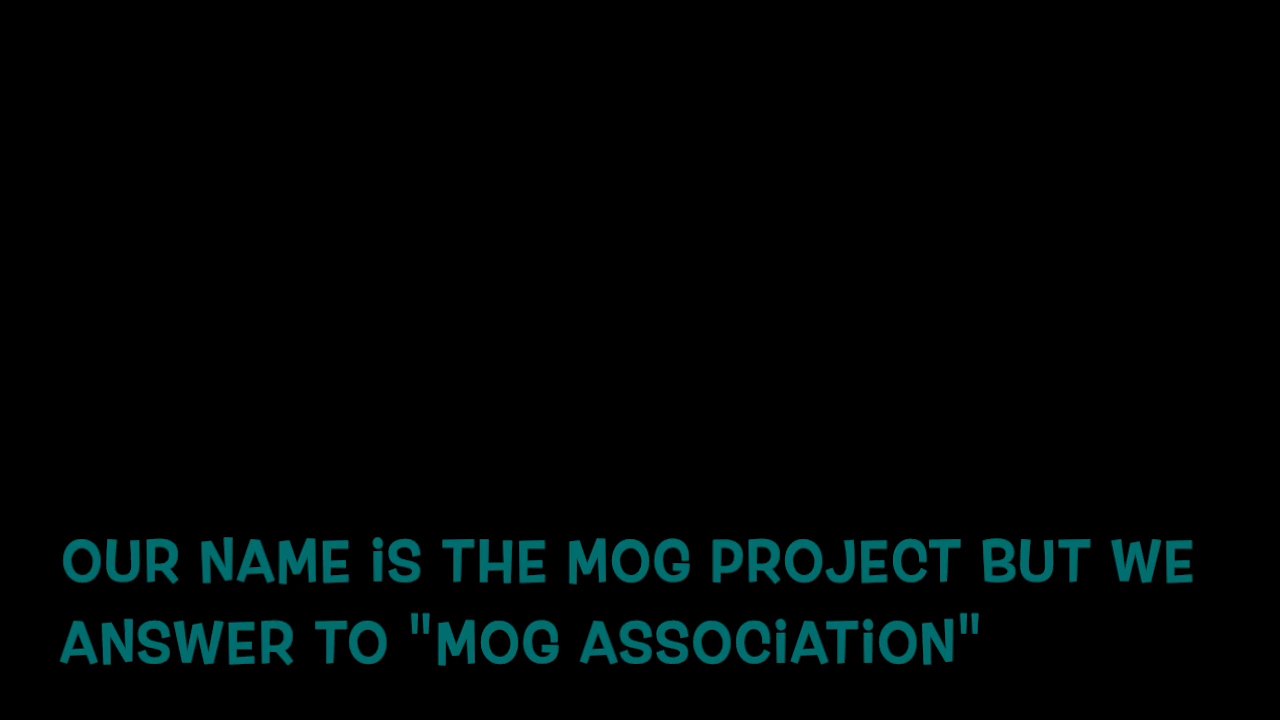 OUR NAME iS THE MOG PROJECT BUT WE
ANSWER TO "MOG ASSOCiATiON"